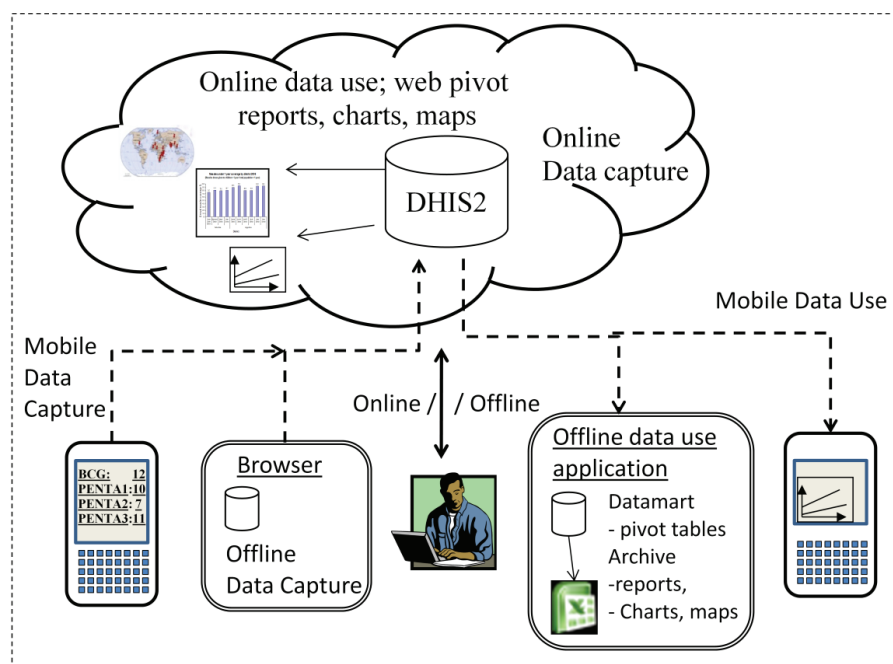 Online data use; web pivot
reports, charts, maps
Online
Data capture
DHIS2
Mobile Data Use
Mobile
Data
Capture
Online / / Offline
BCG: 12
PENTA1:10
PENTA2: 7
PENTA3:11
Browser
Offline
Data Capture
Offline data use
application
Datamart
- pivot tables
Archive
-reports,
- Charts, maps